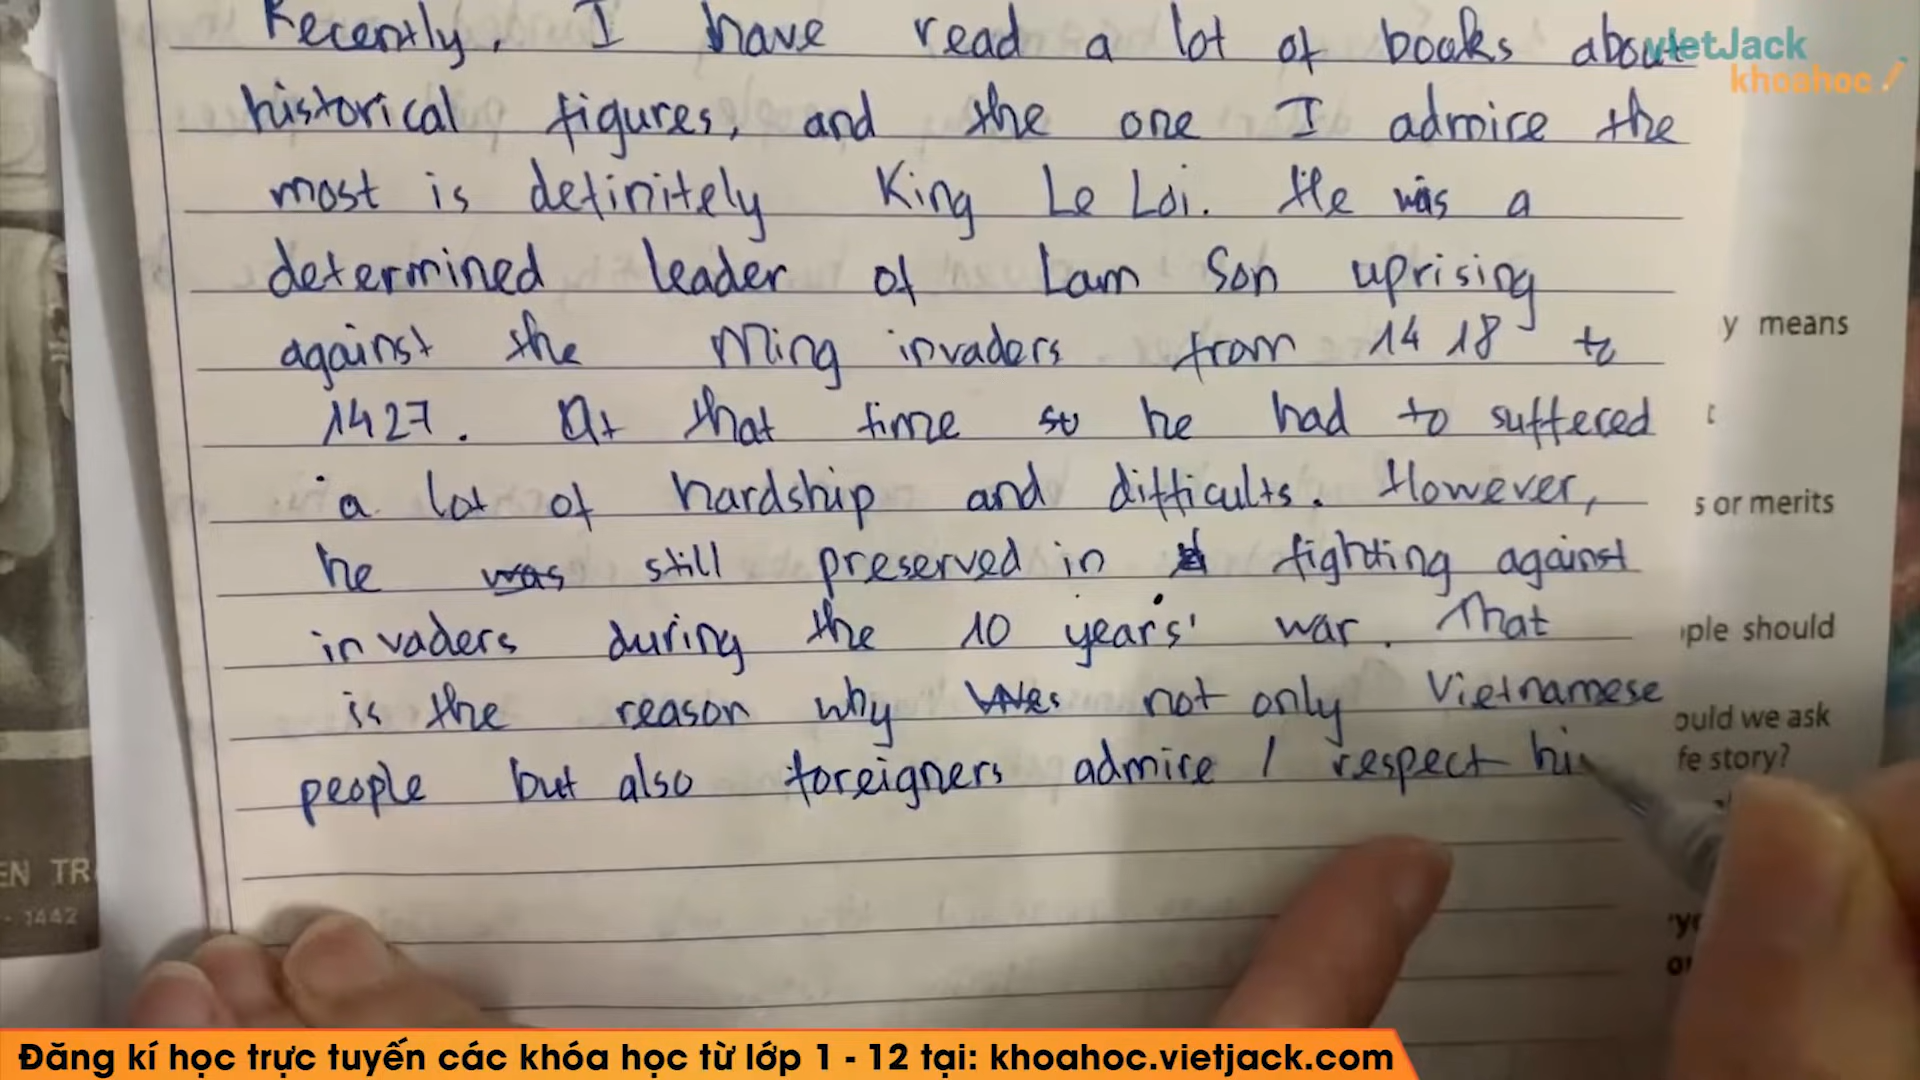 Recently, I have read a lot of books about
vietJack
khoahoc
historical figures, and the one I admire the
most is definitely King Le Loi. He was a
determined leader of Lam Son uprising
against the Ming invaders from 1418 to
y means
1427. At that time so he had to suffered
a lot of hardship and difficults. However,
s or merits
he was still preserved in fighting against
invaders during the 10 years' war. That
ple should
is the reason why not only Vietnamese
ould we ask
people but also foreigners admire / respect hi
fe story?
EN TR
- 1442
Đăng kí học trực tuyến các khóa học từ lớp 1 - 12 tại: khoahoc.vietjack.com